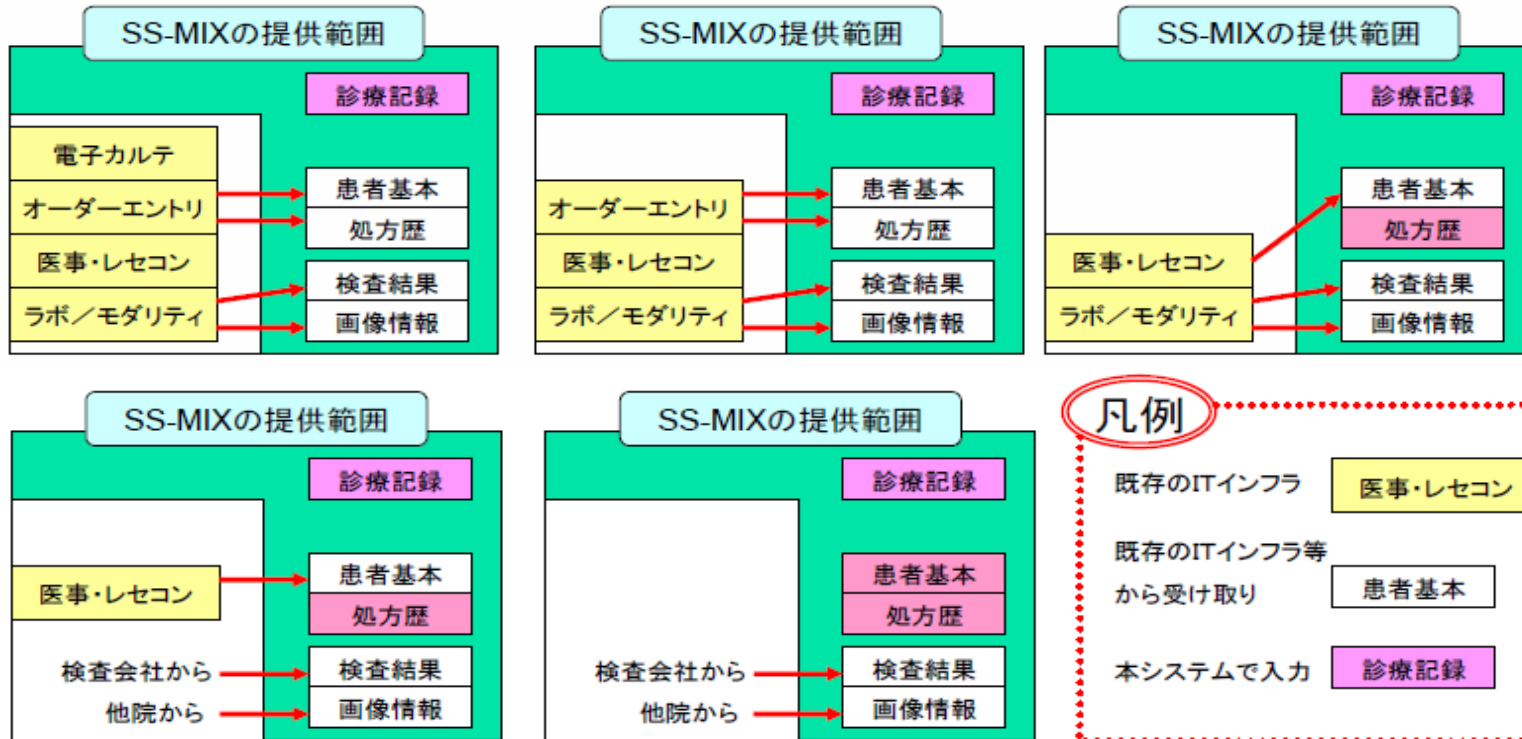 SS-MIXの提供範囲
診療記録
電子カルテ
オーダーエントリ
医事・レセコン
ラボ／モダリティ
患者基本
処方歴
検査結果
画像情報
SS-MIXの提供範囲
診療記録
オーダーエントリ
医事・レセコン
ラボ／モダリティ
患者基本
処方歴
検査結果
画像情報
SS-MIXの提供範囲
診療記録
医事・レセコン
ラボ／モダリティ
患者基本
処方歴
検査結果
画像情報
SS-MIXの提供範囲
診療記録
医事・レセコン
患者基本
処方歴
検査会社から
検査結果
他院から
画像情報
SS-MIXの提供範囲
診療記録
患者基本
処方歴
検査会社から
検査結果
他院から
画像情報
凡例
既存のITインフラ
医事・レセコン
既存のITインフラ等
から受け取り
患者基本
本システムで入力
診療記録